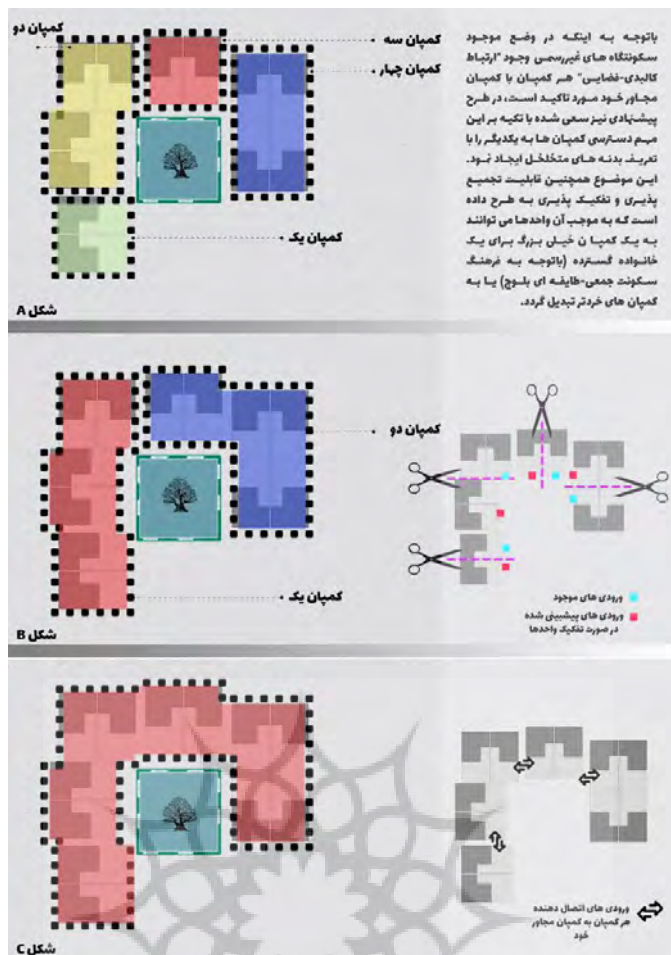 کمپان دو
کمپان سه
کمپان چهار
کمپان یک
شکل A
باتوجه به اینکه در وضع موجود
سکونتگاه های غیررسمی وجود "ارتباط
کالبدی-فضایی" هر کمپان با کمپان
مجاور خود مورد تاکید است، در طرح
پیشنهادی نیز سعی شده با تکیه بر این
مهم دسترسی کمپان ها به یکدیگر را با
تعریف بدنه های متخلخل ایجاد نمود.
این موضوع همچنین قابلیت تجمیع
پذیری و تفکیک پذیری به طرح داده
است که به موجب آن واحدها می توانند
به یک کمپا ن خیلی بزرگ برای یک
خانواده گسترده (باتوجه به فرهنگ
سکونت جمعی-طایفه ای بلوچ) یا به
کمپان های خردتر تبدیل گردد.
کمپان دو
کمپان یک
شکل B
ورودی های موجود
ورودی های پیشبینی شده
در صورت تفکیک واحدها
شکل C
ورودی های اتصال دهنده
هر کمپان به کمپان مجاور
خود